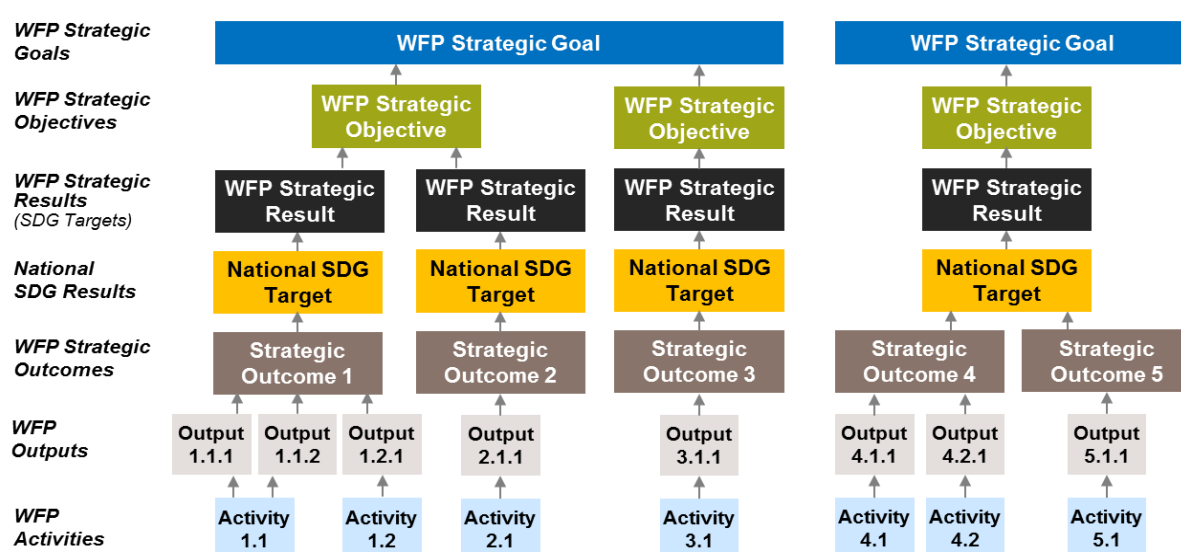 WFP Strategic
Goals
WFP Strategic Goal
WFP Strategic Goal
WFP Strategic
Objectives
WFP Strategic
Objective
WFP Strategic
Objective
WFP Strategic
Objective
WFP Strategic
Results
(SDG Targets)
WFP Strategic
Result
WFP Strategic
Result
WFP Strategic
Result
WFP Strategic
Result
National
SDG Results
National SDG
Target
National SDG
Target
National SDG
Target
National SDG
Target
WFP Strategic
Outcomes
Strategic
Outcome 1
Strategic
Outcome 2
Strategic
Outcome 3
Strategic
Outcome 4
Strategic
Outcome 5
WFP
Outputs
Output
1.1.1
Output
1.1.2
Output
1.2.1
Output
2.1.1
Output
3.1.1
Output
4.1.1
Output
4.2.1
Output
5.1.1
WFP
Activities
Activity
1.1
Activity
1.2
Activity
2.1
Activity
3.1
Activity
4.1
Activity
4.2
Activity
5.1